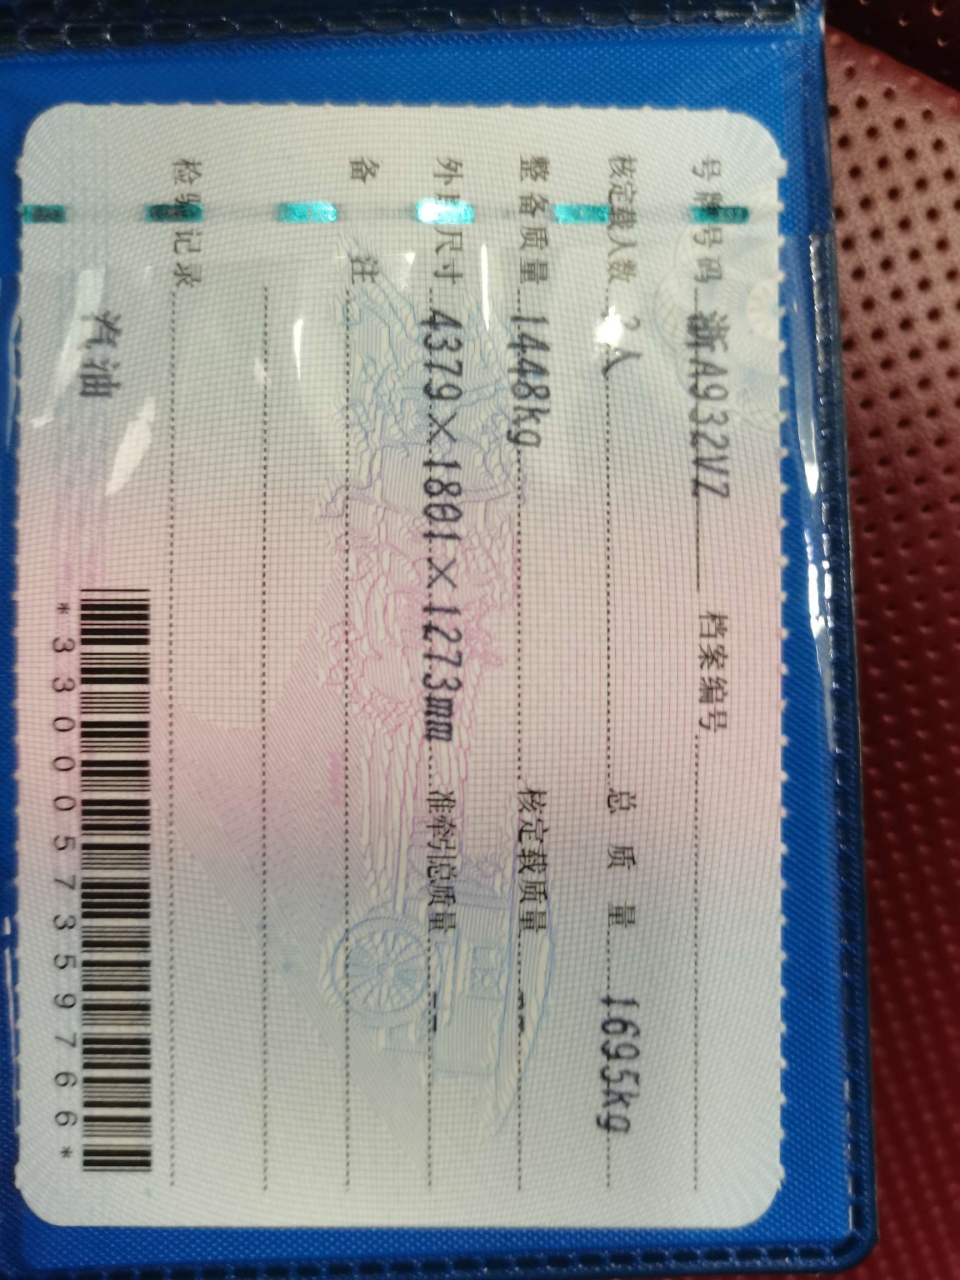 号牌号码 浙A932VZ 档案编号
核定载人数 2人 总质量 1695kg
整备质量 1448kg 核定载质量 --
外廓尺寸 4379×1801×1273mm 准牵引总质量 --
备注
检验记录
汽油
*3300057359766*